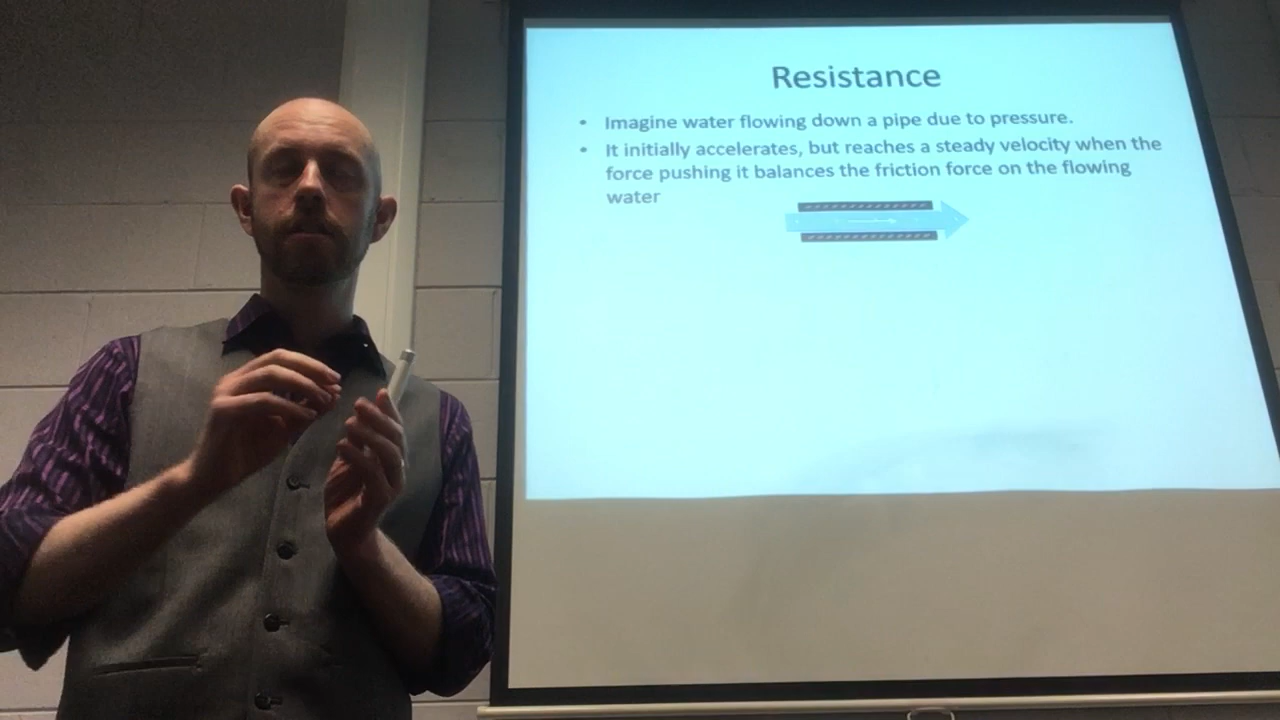 Resistance
• Imagine water flowing down a pipe due to pressure.
• It initially accelerates, but reaches a steady velocity when the
force pushing it balances the friction force on the flowing
water